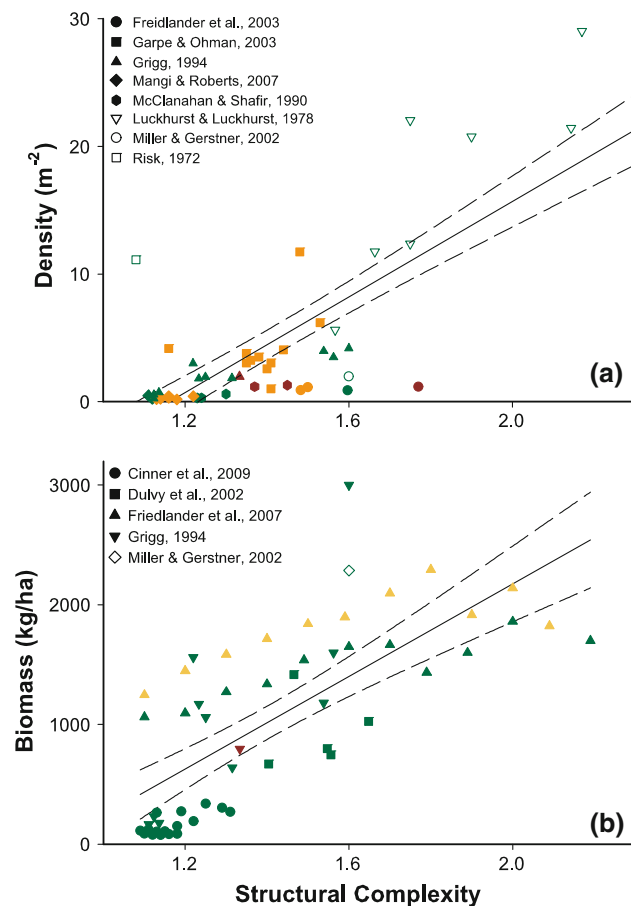 30
20
10
0
Density (m-2)
Freidlander et al., 2003
Garpe & Ohman, 2003
Grigg, 1994
Mangi & Roberts, 2007
McClanahan & Shafir, 1990
Luckhurst & Luckhurst, 1978
Miller & Gerstner, 2002
Risk, 1972
(a)
1.2
1.6
2.0
3000
2000
1000
0
Biomass (kg/ha)
Cinner et al., 2009
Dulvy et al., 2002
Friedlander et al., 2007
Grigg, 1994
Miller & Gerstner, 2002
(b)
1.2
1.6
2.0
Structural Complexity